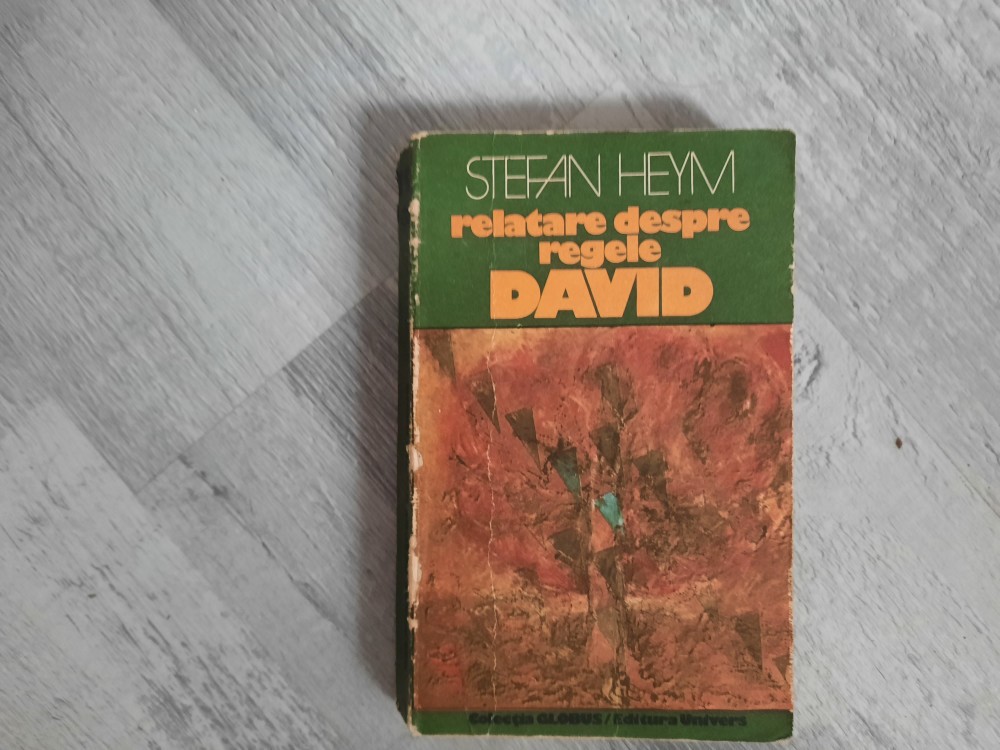 STEFAN HEYM
relatare despre
regele
DAVID
Colecția GLOBUS / Editura Univers